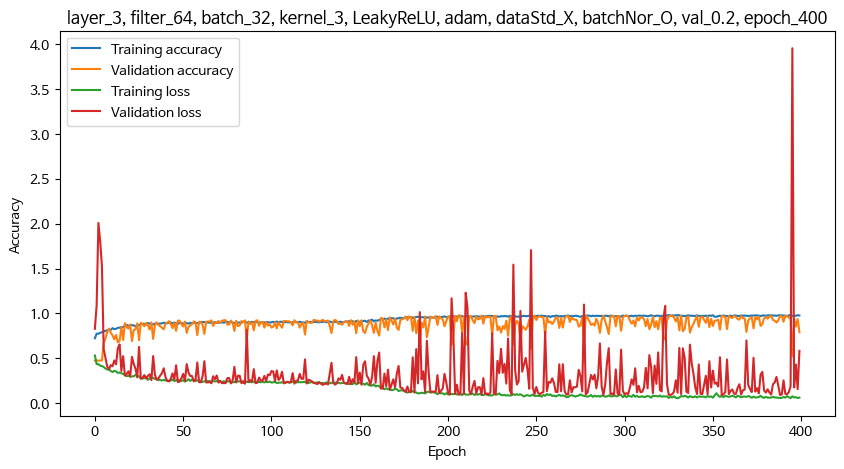 layer_3, filter_64, batch_32, kernel_3, LeakyReLU, adam, dataStd_X, batchNor_O, val_0.2, epoch_400
Training accuracy
Validation accuracy
Training loss
Validation loss
4.0
3.5
3.0
2.5
2.0
1.5
1.0
0.5
0.0
Accuracy
0 50 100 150 200 250 300 350 400
Epoch